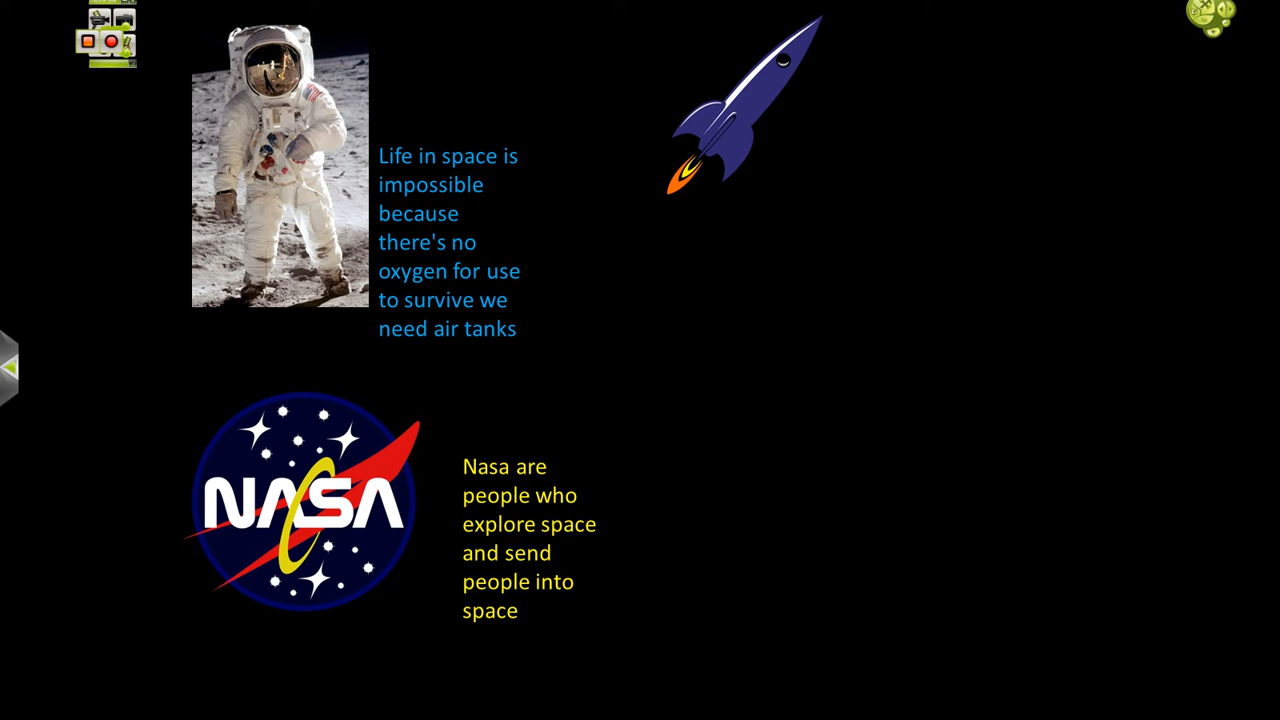 Life in space is
impossible
because
there's no
oxygen for use
to survive we
need air tanks
NASA
Nasa are
people who
explore space
and send
people into
space